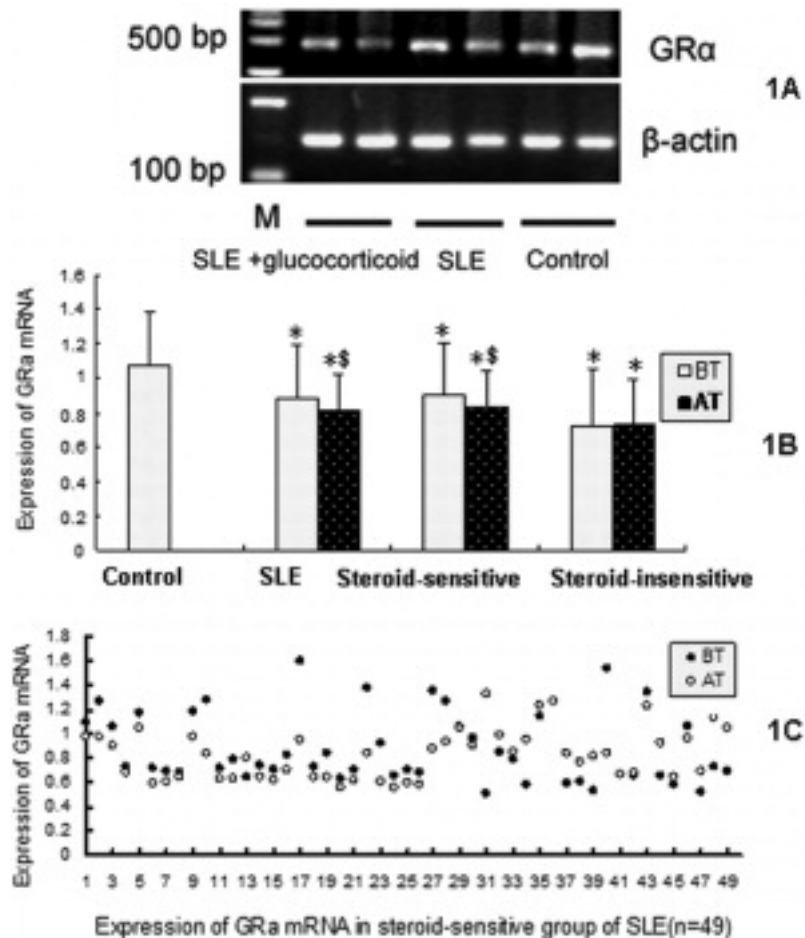 500 bp
GRα
1A
β-actin
100 bp
M
SLE +glucocorticoid SLE Control
1.6
1.4
1.2
1
0.8
0.6
0.4
0.2
0
Expression of GRa mRNA
* *$ * *$ * *
BT
AT
1B
Control SLE Steroid-sensitive Steroid-insensitive
1.8
1.6
1.4
1.2
1
0.8
0.6
0.4
0.2
0
Expression of GRa mRNA
BT
AT
1C
1 3 5 7 9 11 13 15 17 19 21 23 25 27 29 31 33 35 37 39 41 43 45 47 49
Expression of GRa mRNA in steroid-sensitive group of SLE(n=49)